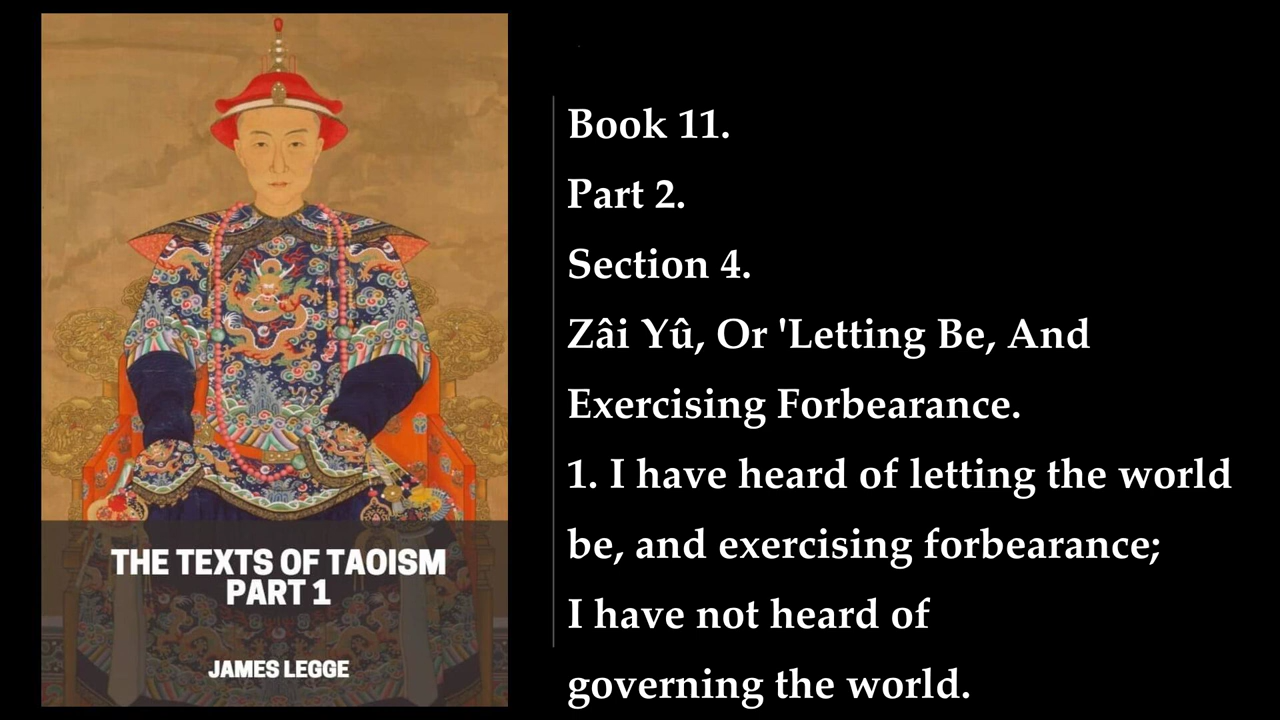 THE TEXTS OF TAOISM
PART 1
JAMES LEGGE
Book 11.
Part 2.
Section 4.
Zâi Yû, Or 'Letting Be, And
Exercising Forbearance.
1. I have heard of letting the world
be, and exercising forbearance;
I have not heard of
governing the world.